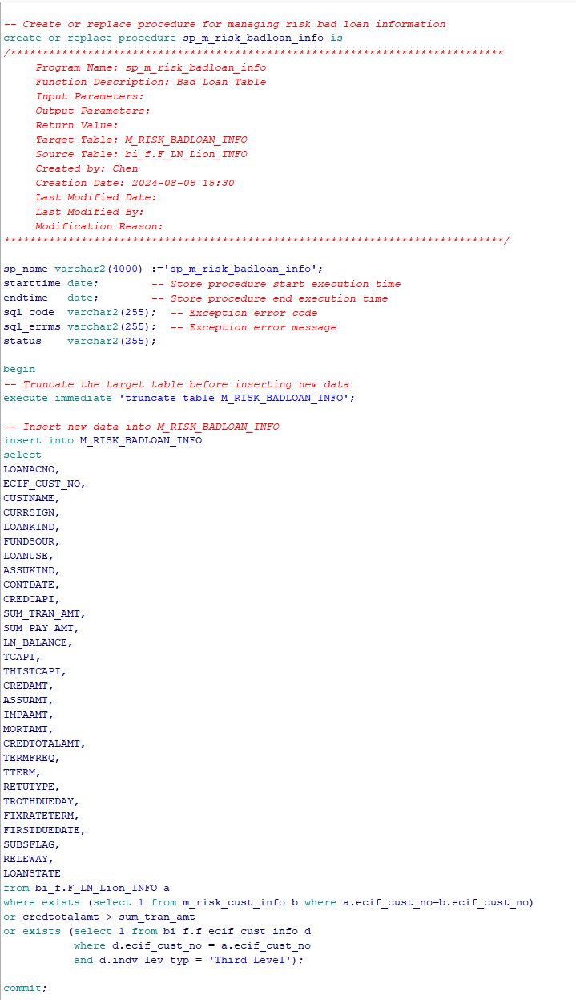 -- Create or replace procedure for managing risk bad loan information
create or replace procedure sp_m_risk_badloan_info is
/*****************************************************************************
Program Name: sp_m_risk_badloan_info
Function Description: Bad Loan Table
Input Parameters:
Output Parameters:
Return Value:
Target Table: M_RISK_BADLOAN_INFO
Source Table: bi_f.F_LN_Lion_INFO
Created by: Chen
Creation Date: 2024-08-08 15:30
Last Modified Date:
Last Modified By:
Modification Reason:
******************************************************************************/
sp_name varchar2(4000) :='sp_m_risk_badloan_info';
starttime date;        -- Store procedure start execution time
endtime   date;        -- Store procedure end execution time
sql_code  varchar2(255);  -- Exception error code
sql_errms varchar2(255);  -- Exception error message
status    varchar2(255);
begin
-- Truncate the target table before inserting new data
execute immediate 'truncate table M_RISK_BADLOAN_INFO';
-- Insert new data into M_RISK_BADLOAN_INFO
insert into M_RISK_BADLOAN_INFO
select
LOANACNO,
ECIF_CUST_NO,
CUSTNAME,
CURRSIGN,
LOANKIND,
FUNDSOUR,
LOANUSE,
ASSUKIND,
CONTDATE,
CREDCAPI,
SUM_TRAN_AMT,
SUM_PAY_AMT,
LN_BALANCE,
TCAPI,
THISTCAPI,
CREDAMT,
ASSUAMT,
IMPAAMT,
MORTAMT,
CREDTOTALAMT,
TERMFREQ,
TTERM,
RETUTYPE,
TROTHDUEDAY,
FIXRATETERM,
FIRSTDUEDATE,
SUBSFLAG,
RELEWAY,
LOANSTATE
from bi_f.F_LN_Lion_INFO a
where exists (select 1 from m_risk_cust_info b where a.ecif_cust_no=b.ecif_cust_no)
or credtotalamt > sum_tran_amt
or exists (select 1 from bi_f.f_ecif_cust_info d
where d.ecif_cust_no = a.ecif_cust_no
and d.indv_lev_typ = 'Third Level');
commit;